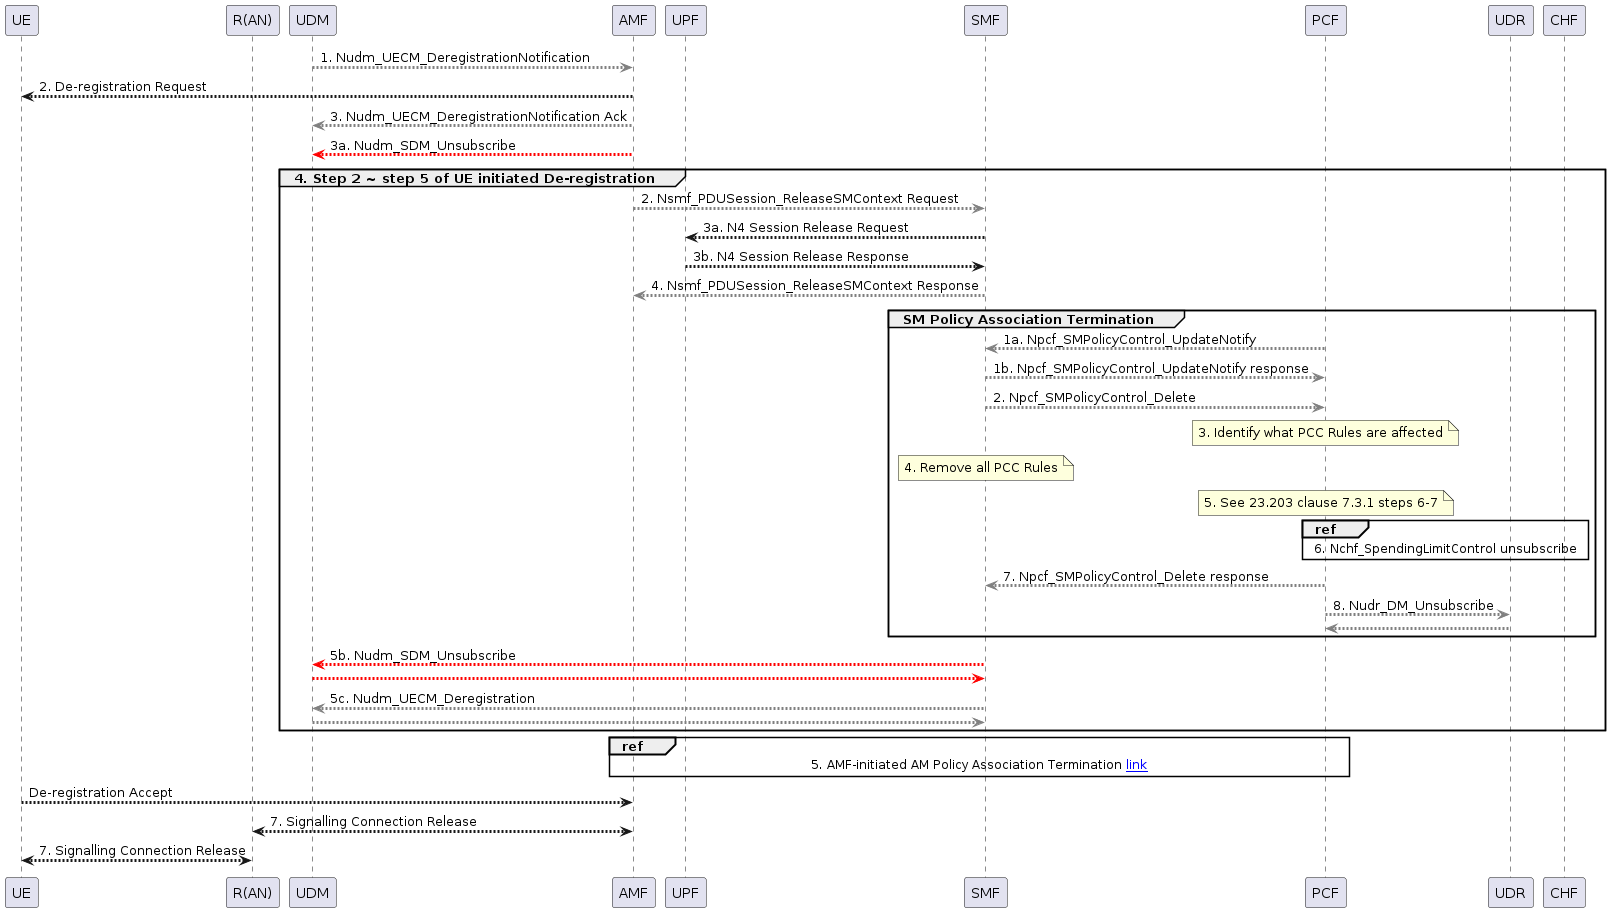 UE R(AN) UDM AMF UPF SMF PCF UDR CHF
1. Nudm_UECM_DeregistrationNotification
2. De-registration Request
3. Nudm_UECM_DeregistrationNotification Ack
3a. Nudm_SDM_Unsubscribe
4. Step 2 ~ step 5 of UE initiated De-registration
2. Nsmf_PDUSession_ReleaseSMContext Request
3a. N4 Session Release Request
3b. N4 Session Release Response
4. Nsmf_PDUSession_ReleaseSMContext Response
SM Policy Association Termination
1a. Npcf_SMPolicyControl_UpdateNotify
1b. Npcf_SMPolicyControl_UpdateNotify response
2. Npcf_SMPolicyControl_Delete
3. Identify what PCC Rules are affected
4. Remove all PCC Rules
5. See 23.203 clause 7.3.1 steps 6-7
ref
6. Nchf_SpendingLimitControl unsubscribe
7. Npcf_SMPolicyControl_Delete response
8. Nudr_DM_Unsubscribe
5b. Nudm_SDM_Unsubscribe
5c. Nudm_UECM_Deregistration
ref
5. AMF-initiated AM Policy Association Termination link
De-registration Accept
7. Signalling Connection Release
7. Signalling Connection Release
UE R(AN) UDM AMF UPF SMF PCF UDR CHF